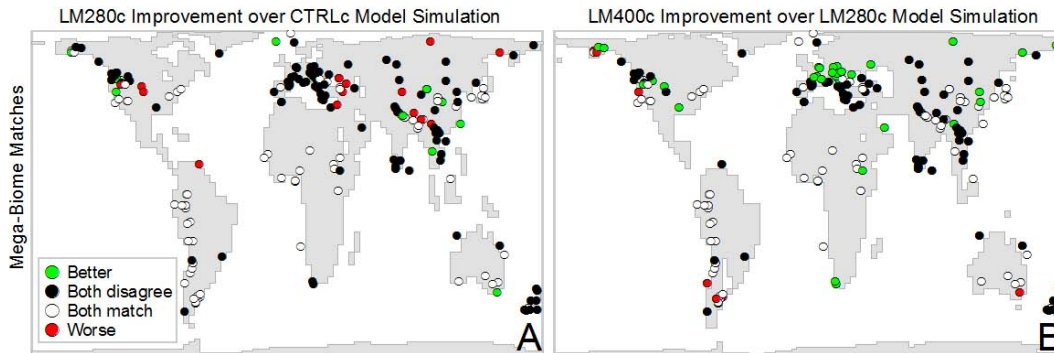 LM280c Improvement over CTRLc Model Simulation
LM400c Improvement over LM280c Model Simulation
Mega-Biome Matches
Better
Both disagree
Both match
Worse
A